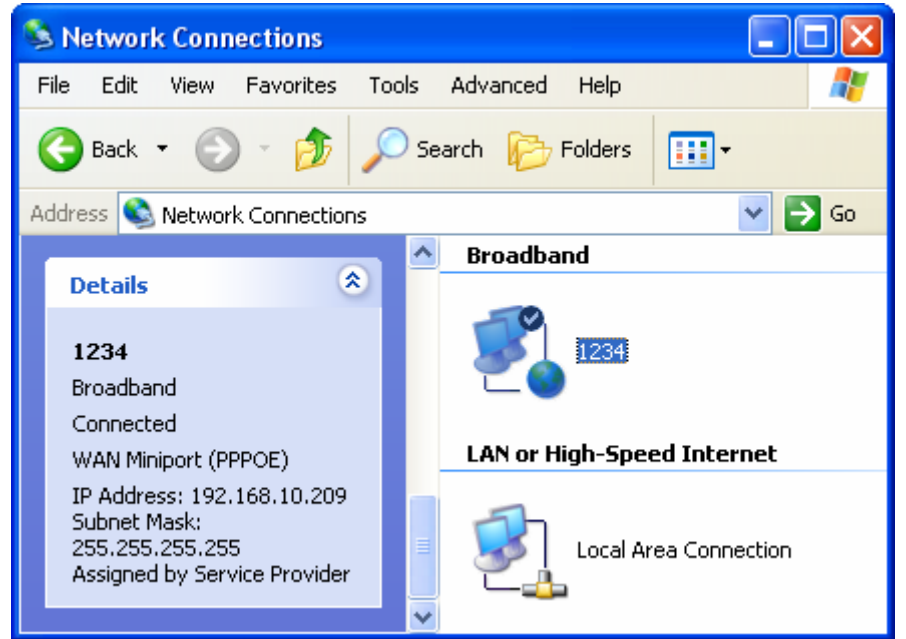 Network Connections
File Edit View Favorites Tools Advanced Help
Back Search Folders
Address Network Connections Go
Details
1234
Broadband
Connected
WAN Miniport (PPPOE)
IP Address: 192.168.10.209
Subnet Mask:
255.255.255.255
Assigned by Service Provider
Broadband
1234
LAN or High-Speed Internet
Local Area Connection